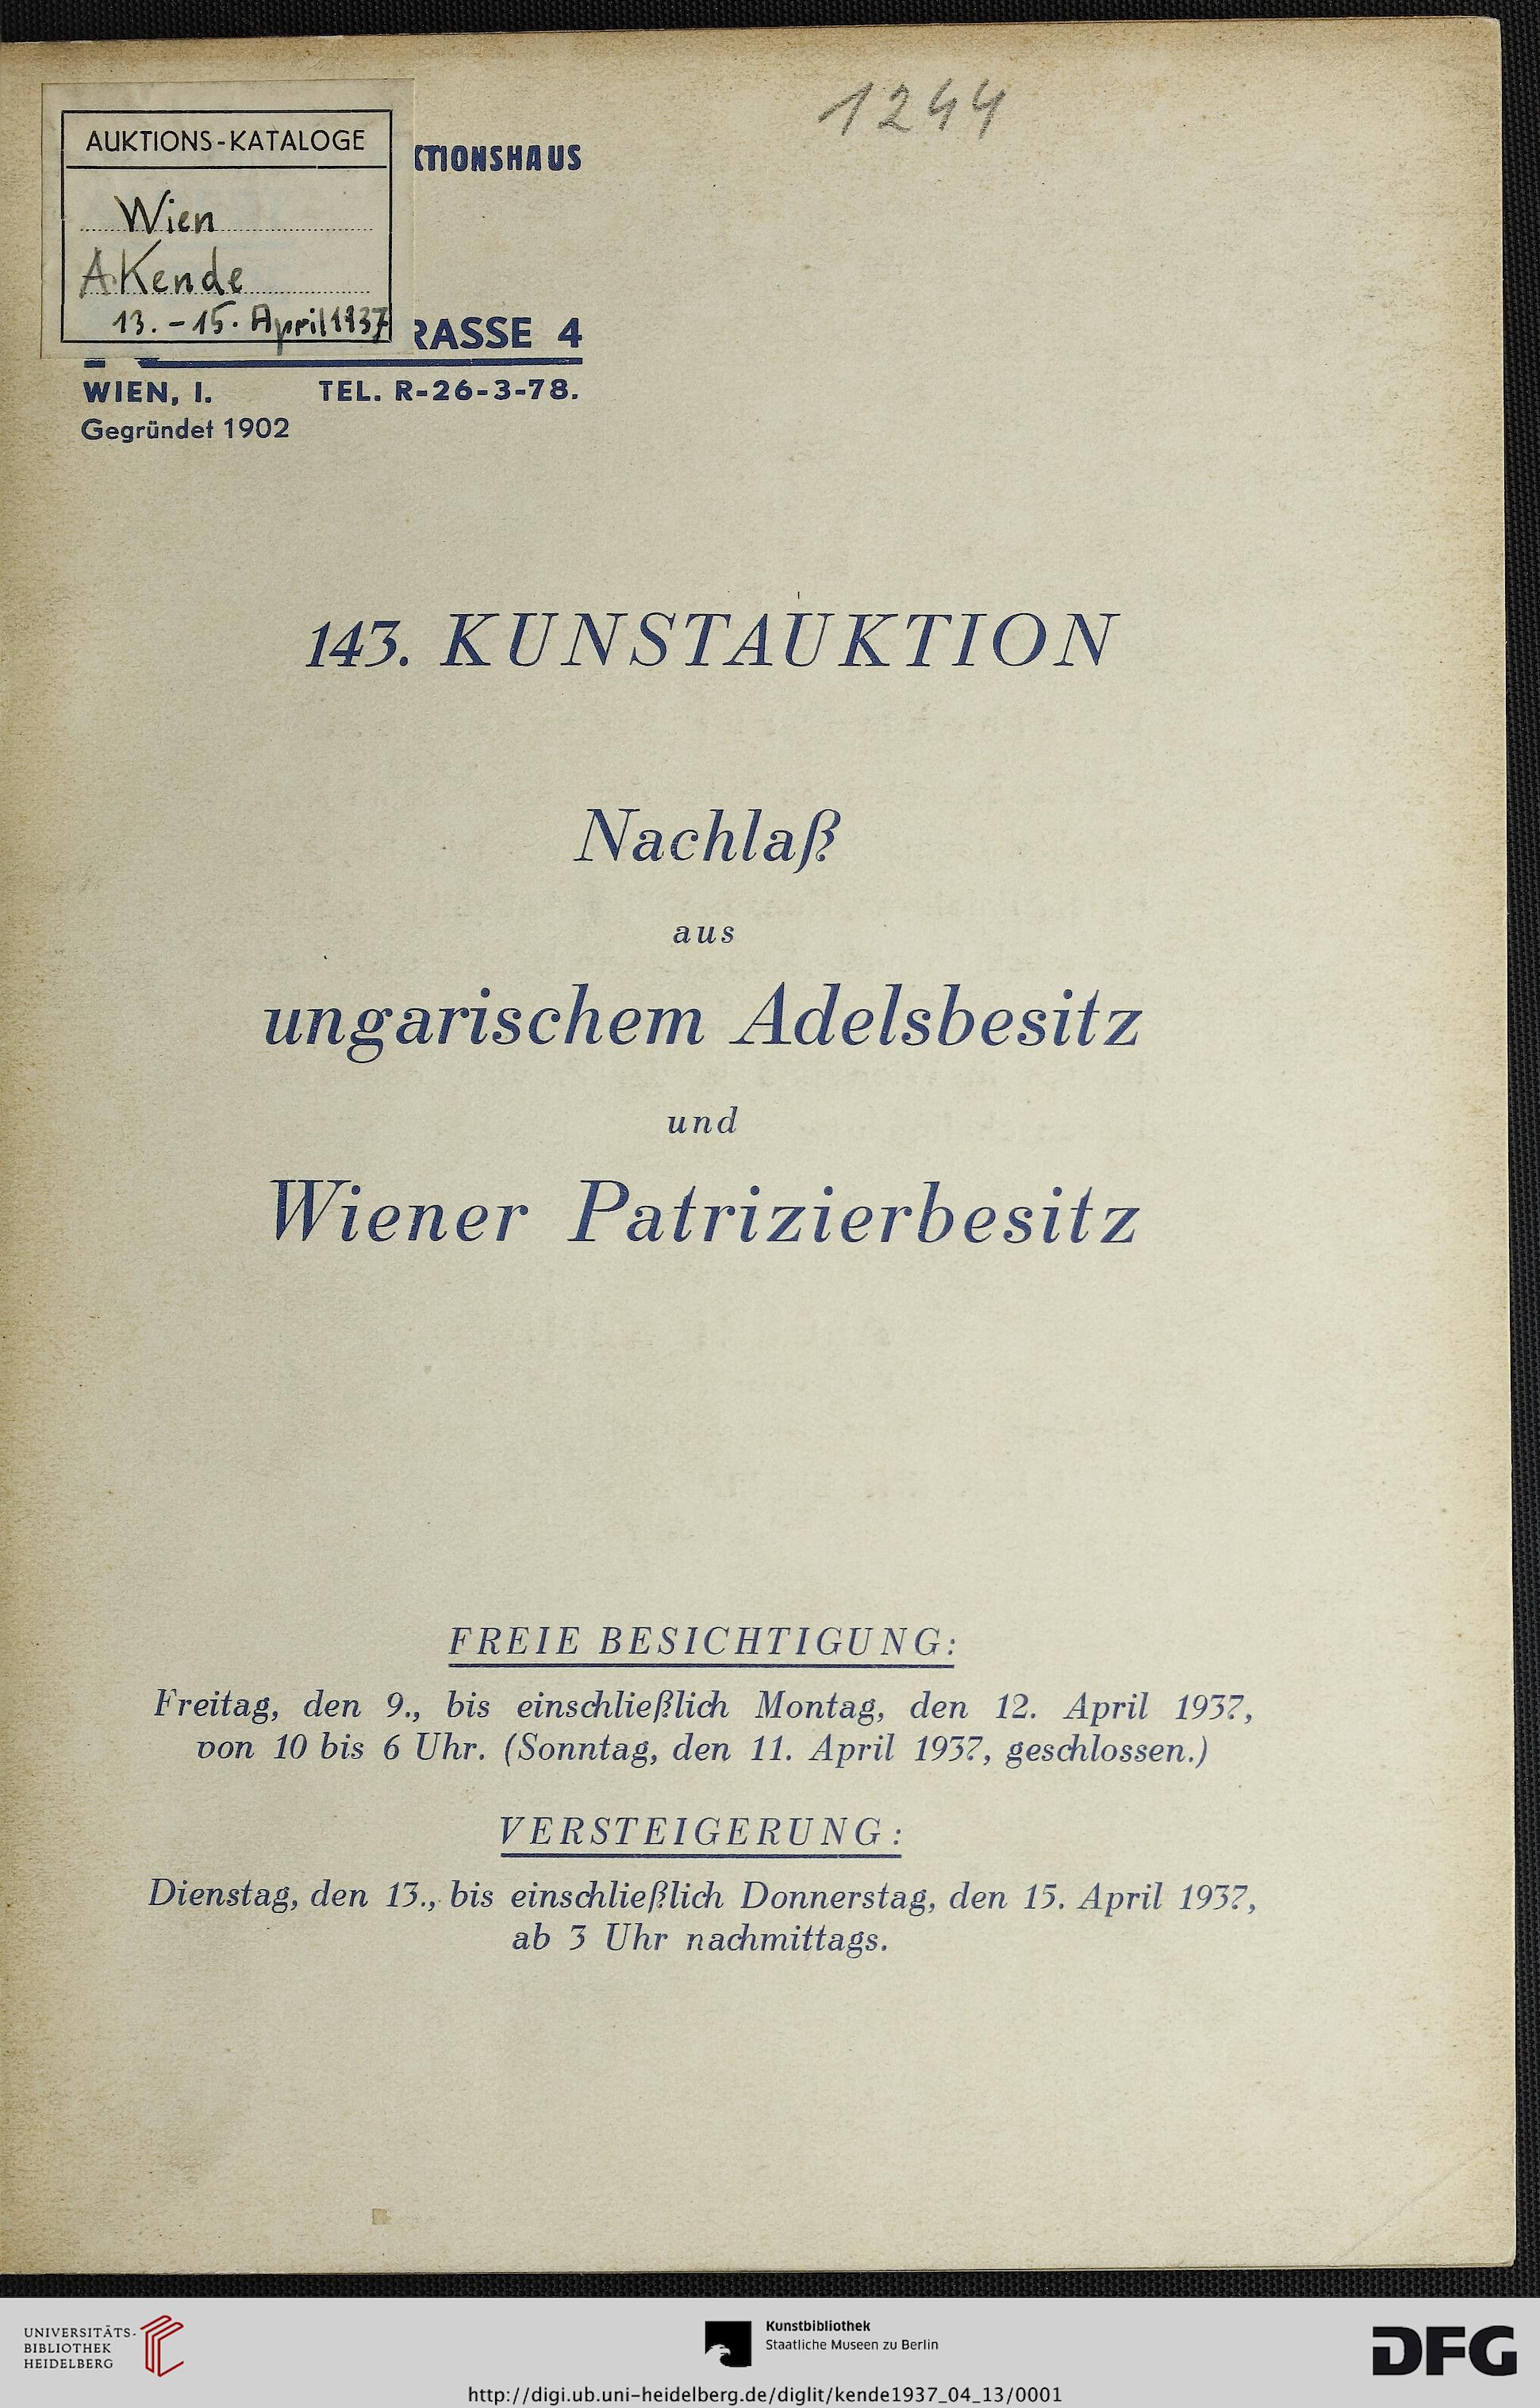 1244
AUKTIONS-KATALOGE
Wien
A. Kende
13. - 15. April 1937
KTIONSHAUS
RASSE 4
WIEN, I. TEL. R-26-3-78.
Gegründet 1902
143. KUNSTAUKTION
Nachlaß
aus
ungarischem Adelsbesitz
und
Wiener Patrizierbesitz
FREIE BESICHTIGUNG:
Freitag, den 9., bis einschließlich Montag, den 12. April 1937,
von 10 bis 6 Uhr. (Sonntag, den 11. April 1937, geschlossen.)
VERSTEIGERUNG:
Dienstag, den 13., bis einschließlich Donnerstag, den 15. April 1937,
ab 3 Uhr nachmittags.
UNIVERSITÄTS-
BIBLIOTHEK
HEIDELBERG
Kunstbibliothek
Staatliche Museen zu Berlin
DFG
http://digi.ub.uni-heidelberg.de/diglit/kende1937_04_13/0001